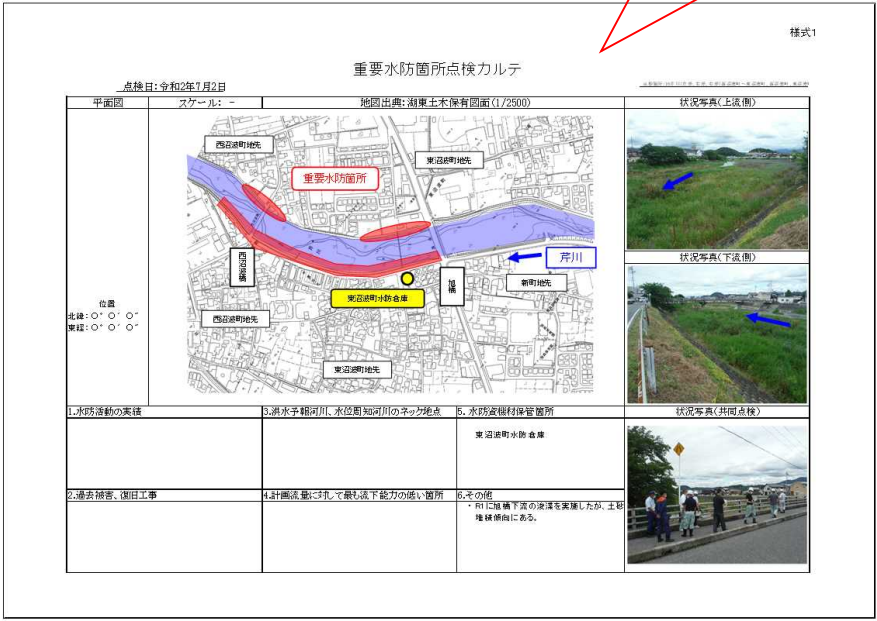 様式1
重要水防箇所点検カルテ
点検日:令和2年7月2日
平面図
スケール: -
地図出典:湖東土木保有図面(1/2500)
状況写真(上流側)
西沼波町地先
東沼波町地先
重要水防箇所
西沼波橋
芹川
旭橋
新町地先
東沼波町水防倉庫
西沼波町地先
東沼波町地先
位置
北緯:〇° 〇′ 〇″
東経:〇° 〇′ 〇″
状況写真(下流側)
1.水防活動の実績
3.洪水予報河川、水位周知河川のネック地点
5. 水防資機材保管箇所
状況写真(共同点検)
東沼波町水防倉庫
2.過去被害、復旧工事
4.計画流量に対して最も流下能力の低い箇所
6.その他
・R1に旭橋下流の浚渫を実施したが、土砂
堆積傾向にある。